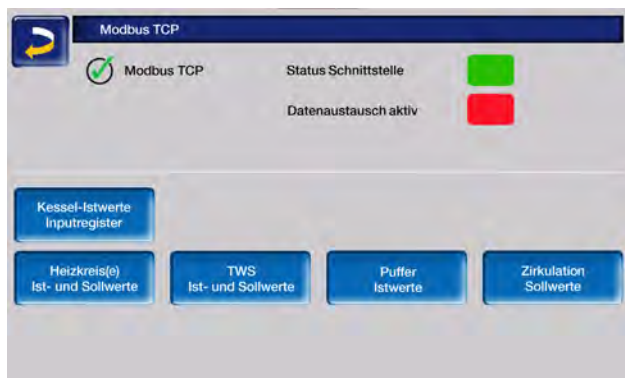 Modbus TCP
Modbus TCP
Status Schnittstelle
Datenaustausch aktiv
Kessel-Istwerte
Inputregister
Heizkreis(e)
Ist- und Sollwerte
TWS
Ist- und Sollwerte
Puffer
Istwerte
Zirkulation
Sollwerte